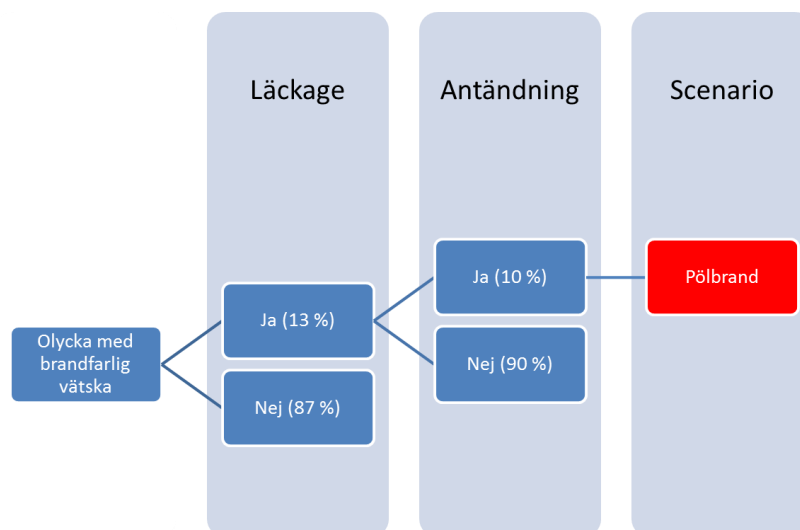 Läckage
Antändning
Scenario
Ja (10 %)
Pölbrand
Ja (13 %)
Olycka med
brandfarlig
vätska
Nej (90 %)
Nej (87 %)